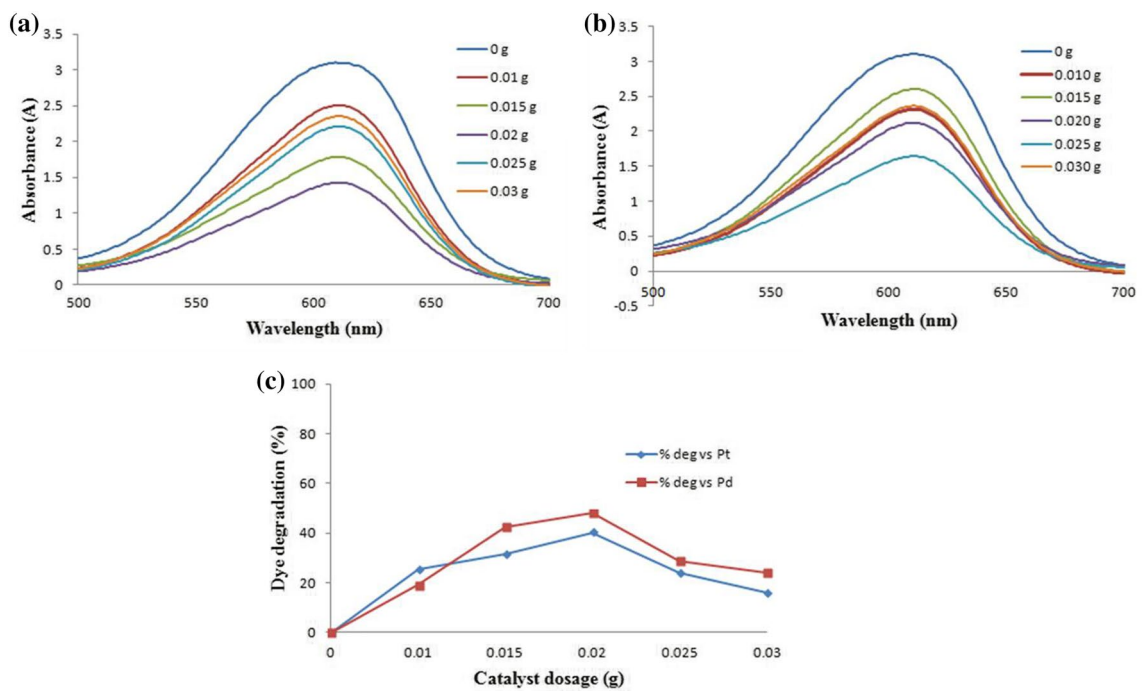 (a)
3.5
3
2.5
2
1.5
1
0.5
0
Absorbance (A)
500
550
600
650
700
Wavelength (nm)
0 g
0.01 g
0.015 g
0.02 g
0.025 g
0.03 g
(b)
3.5
3
2.5
2
1.5
1
0.5
0
-0.5
Absorbance (A)
500
550
600
650
700
Wavelength (nm)
0 g
0.010 g
0.015 g
0.020 g
0.025 g
0.030 g
(c)
100
80
60
40
20
0
Dye degradation (%)
0
0.01
0.015
0.02
0.025
0.03
Catalyst dosage (g)
% deg vs Pt
% deg vs Pd